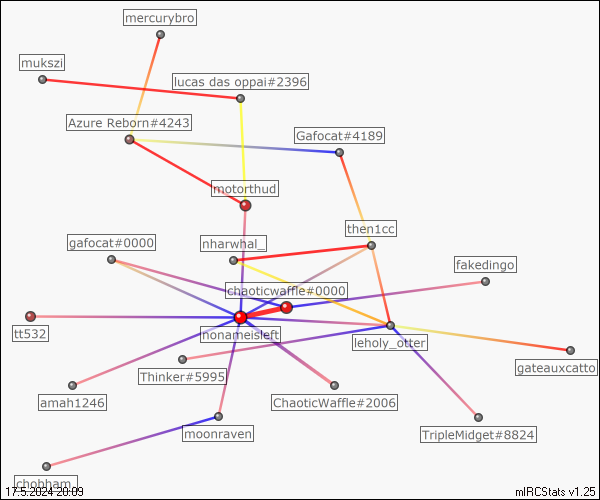 mercurybro
mukszi
lucas das oppai#2396
Azure Reborn#4243
Gafocat#4189
motorthud
then1cc
gafocat#0000
nharwhal_
fakedingo
chaoticwaffle#0000
tt532
nonameisleft
leholy_otter
gateauxcatto
Thinker#5995
amah1246
ChaoticWaffle#2006
moonraven
TripleMidget#8824
chobham_
17.5.2024 20:09
mIRCStats v1.25